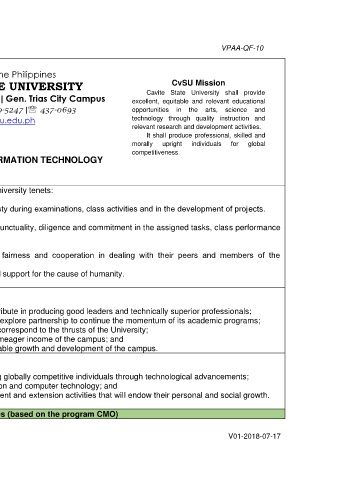 VPAA-QF-10
ne Philippines
E UNIVERSITY
| Gen. Trias City Campus
9-5247 |☏ 437-0693
u.edu.ph
RMATION TECHNOLOGY
CvSU Mission
Cavite State University shall provide
excellent, equitable and relevant educational
opportunities in the arts, science and
technology through quality instruction and
relevant research and development activities.
It shall produce professional, skilled and
morally upright individuals for global
competitiveness.
niversity tenets:
sty during examinations, class activities and in the development of projects.
unctuality, diligence and commitment in the assigned tasks, class performance
fairness and cooperation in dealing with their peers and members of the
d support for the cause of humanity.
ribute in producing good leaders and technically superior professionals;
explore partnership to continue the momentum of its academic programs;
correspond to the thrusts of the University;
meager income of the campus; and
able growth and development of the campus.
g globally competitive individuals through technological advancements;
on and computer technology; and
ent and extension activities that will endow their personal and social growth.
s (based on the program CMO)
V01-2018-07-17